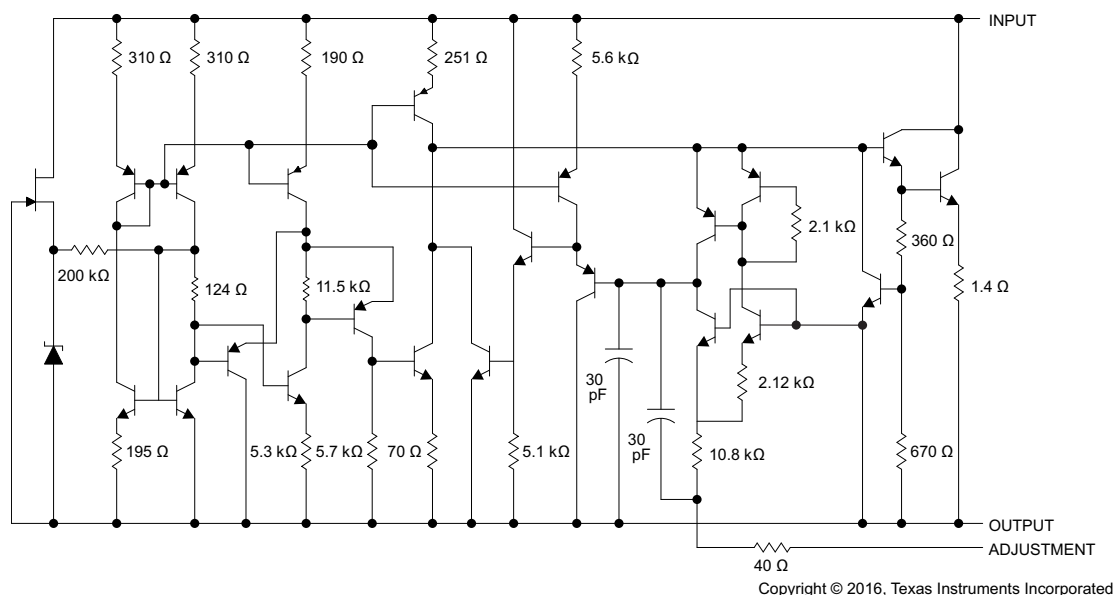 INPUT
310 Ω
310 Ω
190 Ω
251 Ω
5.6 kΩ
2.1 kΩ
360 Ω
200 kΩ
124 Ω
11.5 kΩ
1.4 Ω
30
pF
2.12 kΩ
30
pF
195 Ω
5.3 kΩ
5.7 kΩ
70 Ω
5.1 kΩ
10.8 kΩ
670 Ω
OUTPUT
ADJUSTMENT
40 Ω
Copyright © 2016, Texas Instruments Incorporated